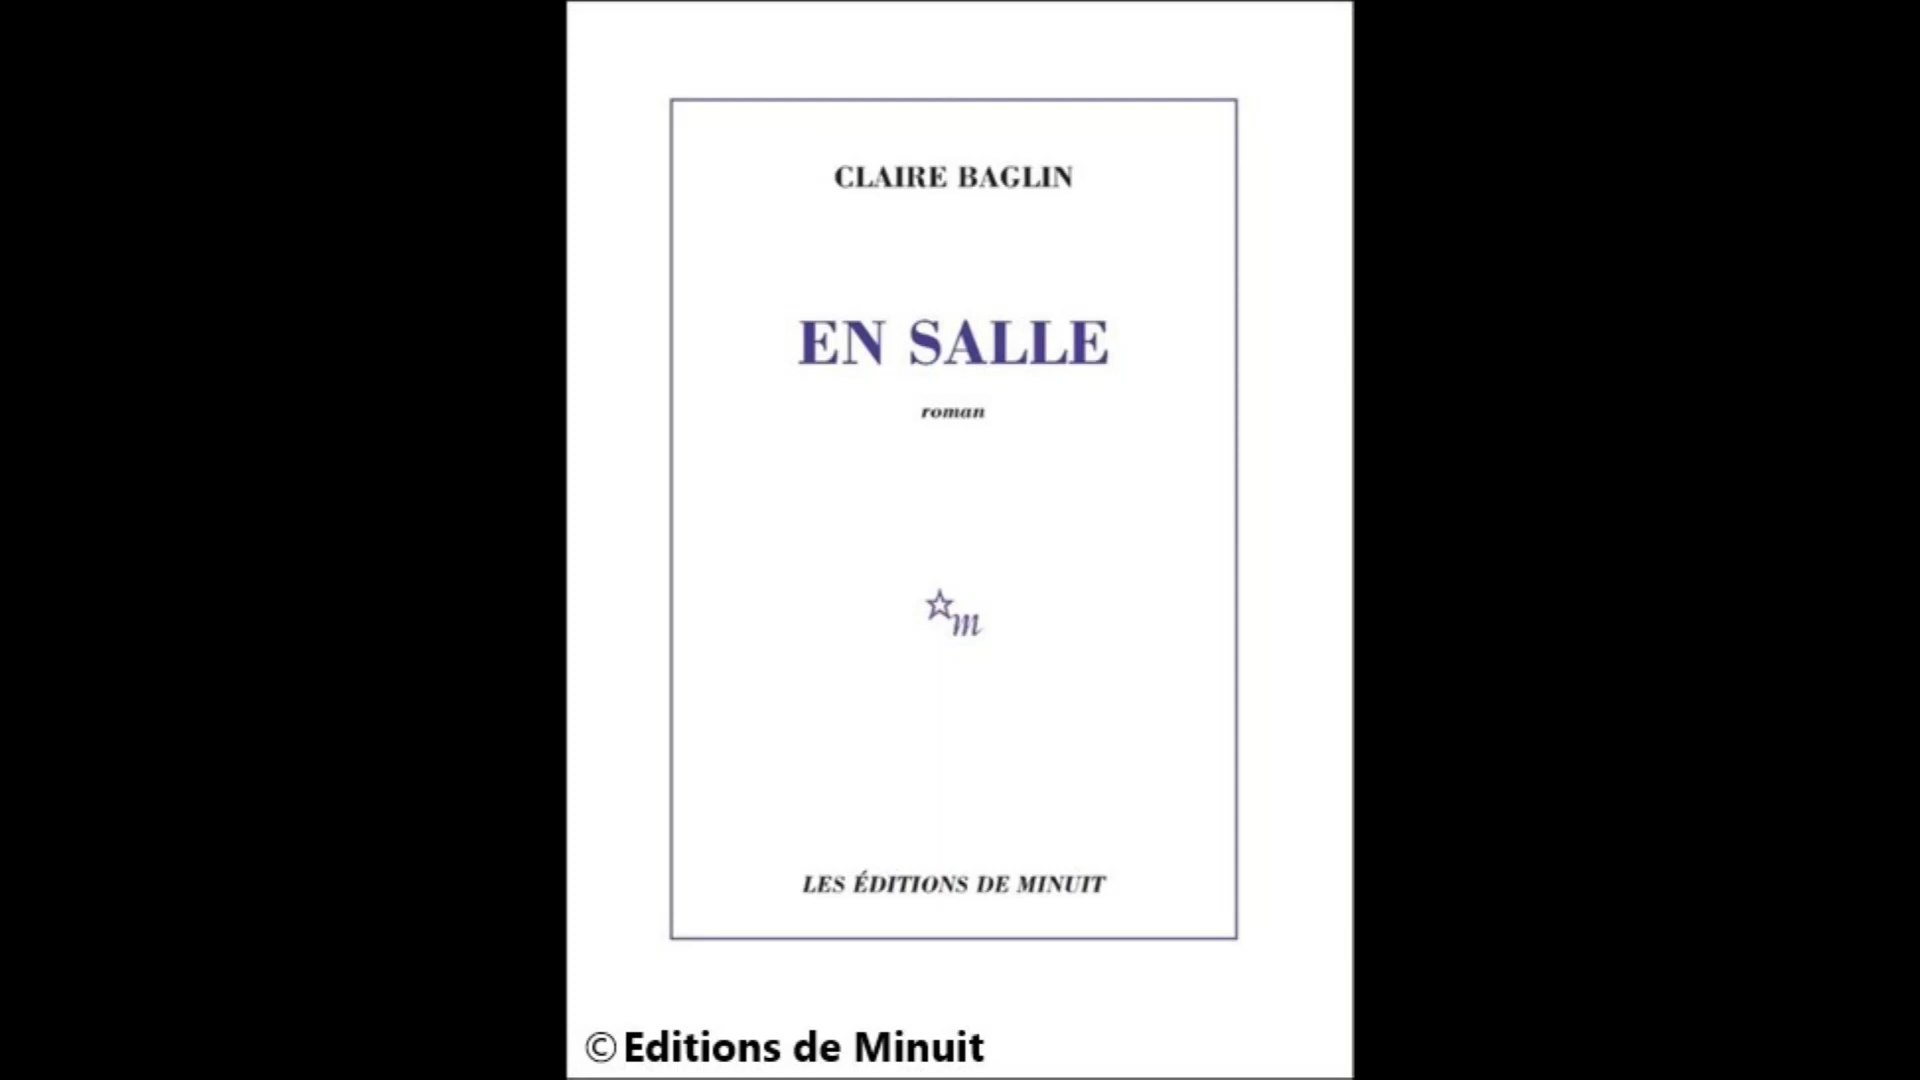 CLAIRE BAGLIN
EN SALLE
roman
m
LES ÉDITIONS DE MINUIT
©Editions de Minuit